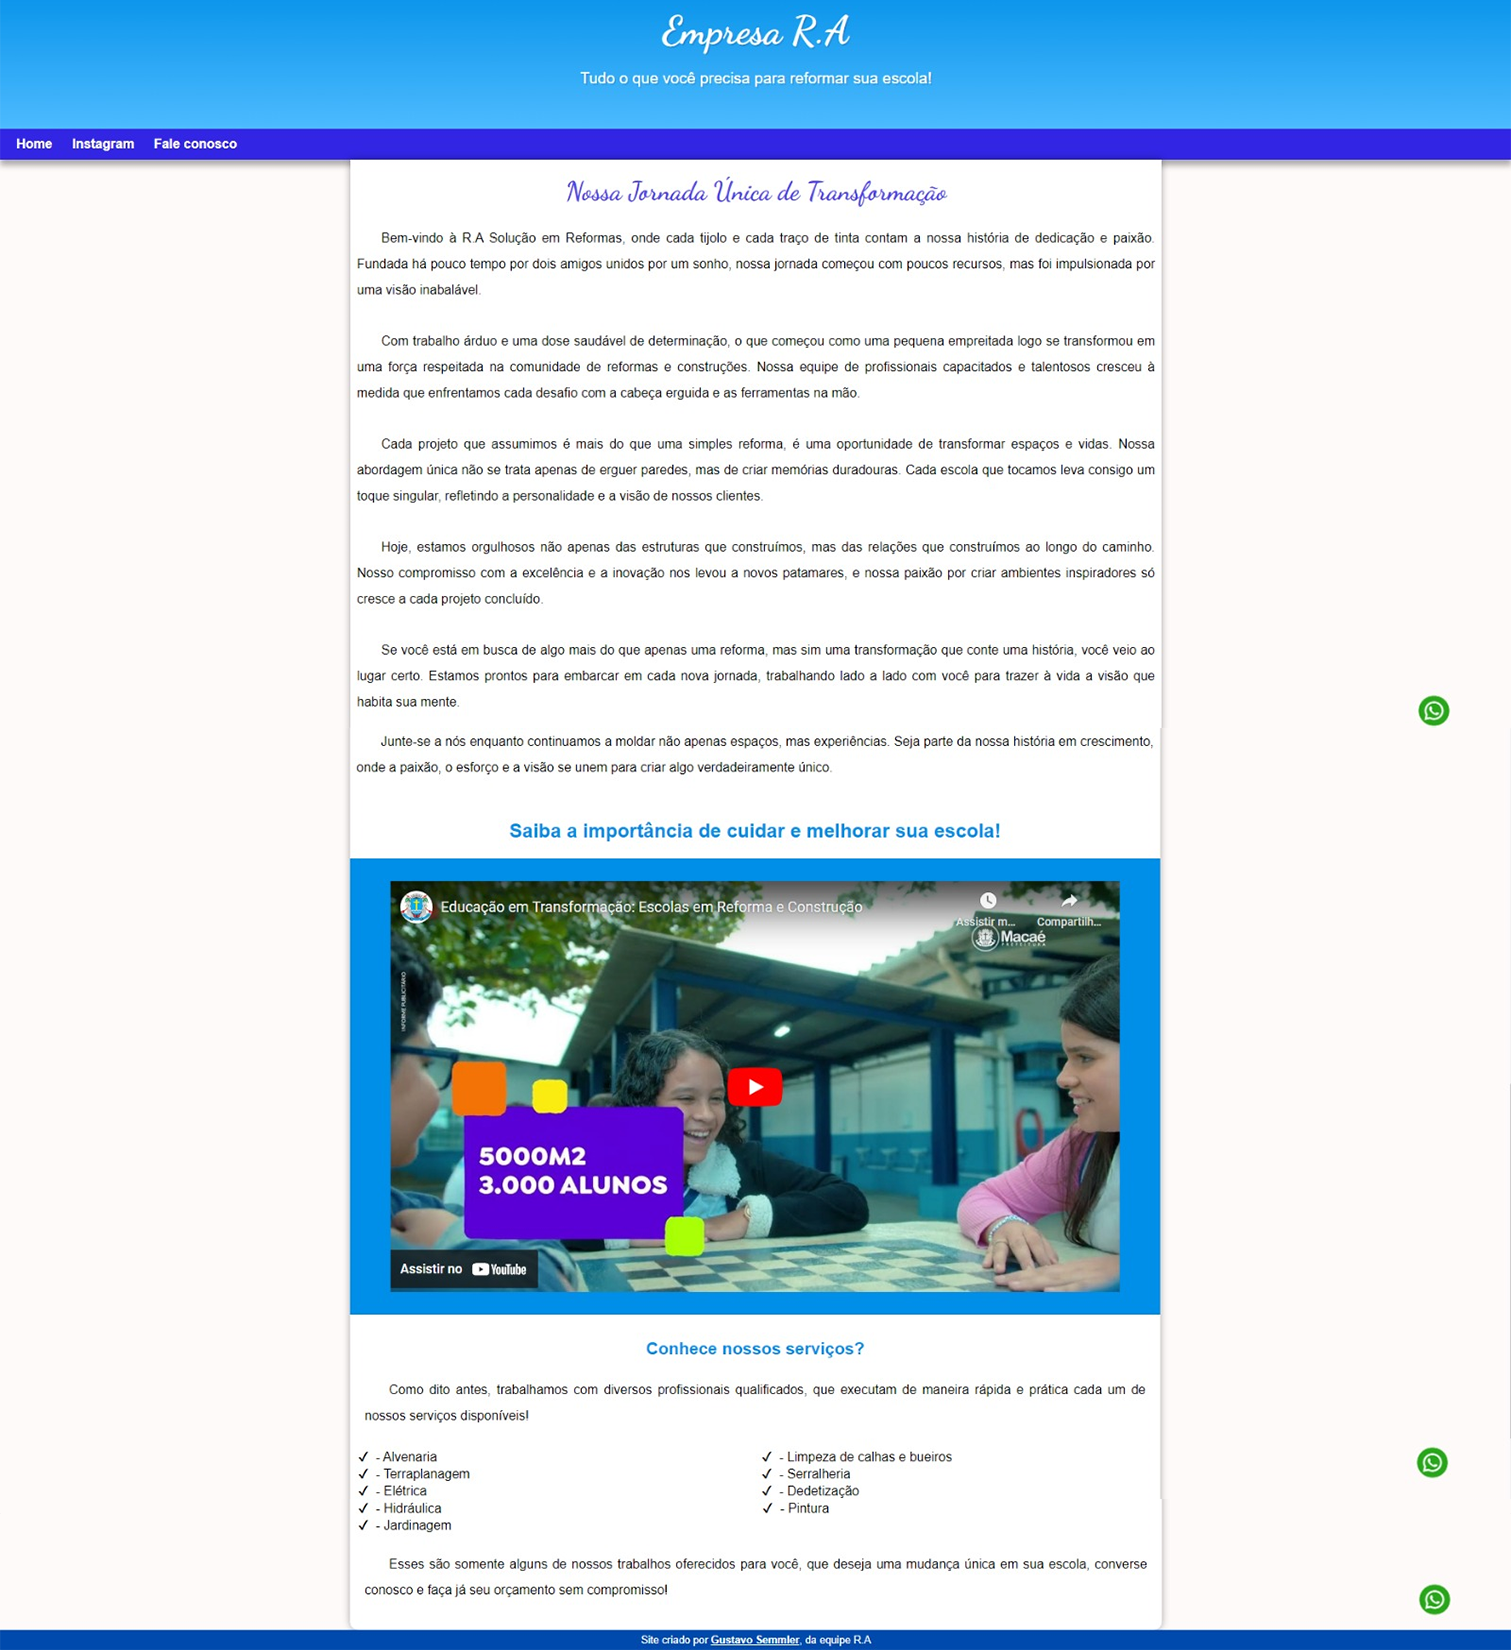 Empresa R.A
Tudo o que você precisa para reformar sua escola!
Home Instagram Fale conosco
Nossa Jornada Única de Transformação
Bem-vindo à R.A Solução em Reformas, onde cada tijolo e cada traço de tinta contam a nossa história de dedicação e paixão.
Fundada há pouco tempo por dois amigos unidos por um sonho, nossa jornada começou com poucos recursos, mas foi impulsionada por
uma visão inabalável.
Com trabalho árduo e uma dose saudável de determinação, o que começou como uma pequena empreitada logo se transformou em
uma força respeitada na comunidade de reformas e construções. Nossa equipe de profissionais capacitados e talentosos cresceu à
medida que enfrentamos cada desafio com a cabeça erguida e as ferramentas na mão.
Cada projeto que assumimos é mais do que uma simples reforma, é uma oportunidade de transformar espaços e vidas. Nossa
abordagem única não se trata apenas de erguer paredes, mas de criar memórias duradouras. Cada escola que tocamos leva consigo um
toque singular, refletindo a personalidade e a visão de nossos clientes.
Hoje, estamos orgulhosos não apenas das estruturas que construímos, mas das relações que construímos ao longo do caminho.
Nosso compromisso com a excelência e a inovação nos levou a novos patamares, e nossa paixão por criar ambientes inspiradores só
cresce a cada projeto concluído.
Se você está em busca de algo mais do que apenas uma reforma, mas sim uma transformação que conte uma história, você veio ao
lugar certo. Estamos prontos para embarcar em cada nova jornada, trabalhando lado a lado com você para trazer à vida a visão que
habita sua mente.
Junte-se a nós enquanto continuamos a moldar não apenas espaços, mas experiências. Seja parte da nossa história em crescimento,
onde a paixão, o esforço e a visão se unem para criar algo verdadeiramente único.
Saiba a importância de cuidar e melhorar sua escola!
Educação em Transformação: Escolas em Reforma e Construção
Assistir m... Compartilh...
Macaé
PREFEITURA
INFORME PUBLICITÁRIO
5000M2
3.000 ALUNOS
Assistir no YouTube
Conhece nossos serviços?
Como dito antes, trabalhamos com diversos profissionais qualificados, que executam de maneira rápida e prática cada um de
nossos serviços disponíveis!
✓ - Alvenaria
✓ - Terraplanagem
✓ - Elétrica
✓ - Hidráulica
✓ - Jardinagem
✓ - Limpeza de calhas e bueiros
✓ - Serralheria
✓ - Dedetização
✓ - Pintura
Esses são somente alguns de nossos trabalhos oferecidos para você, que deseja uma mudança única em sua escola, converse
conosco e faça já seu orçamento sem compromisso!
Site criado por Gustavo Semmler, da equipe R.A